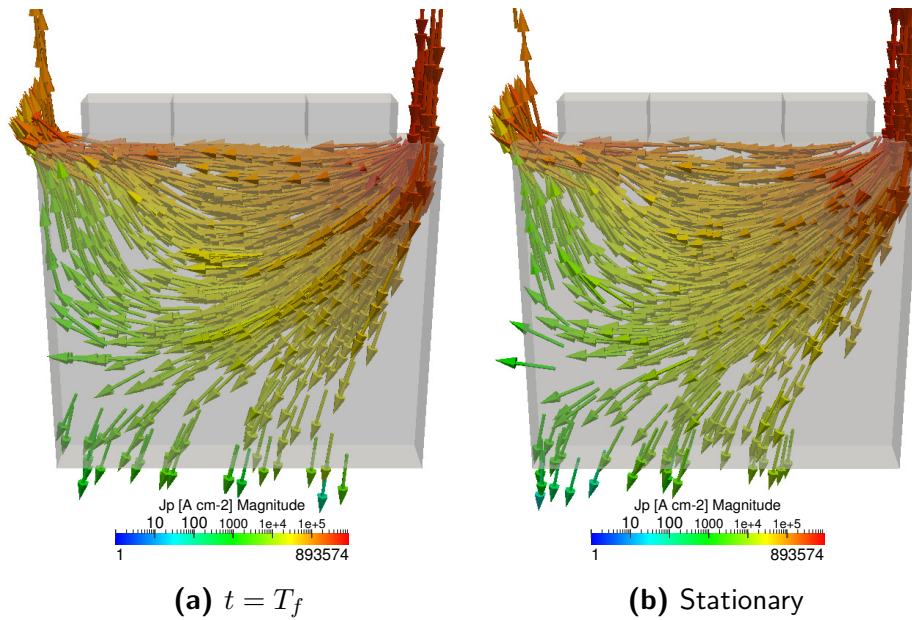 Jp [A cm-2] Magnitude
10 100 1000 1e+4 1e+5
1 893574
(a) t = T_f
Jp [A cm-2] Magnitude
10 100 1000 1e+4 1e+5
1 893574
(b) Stationary